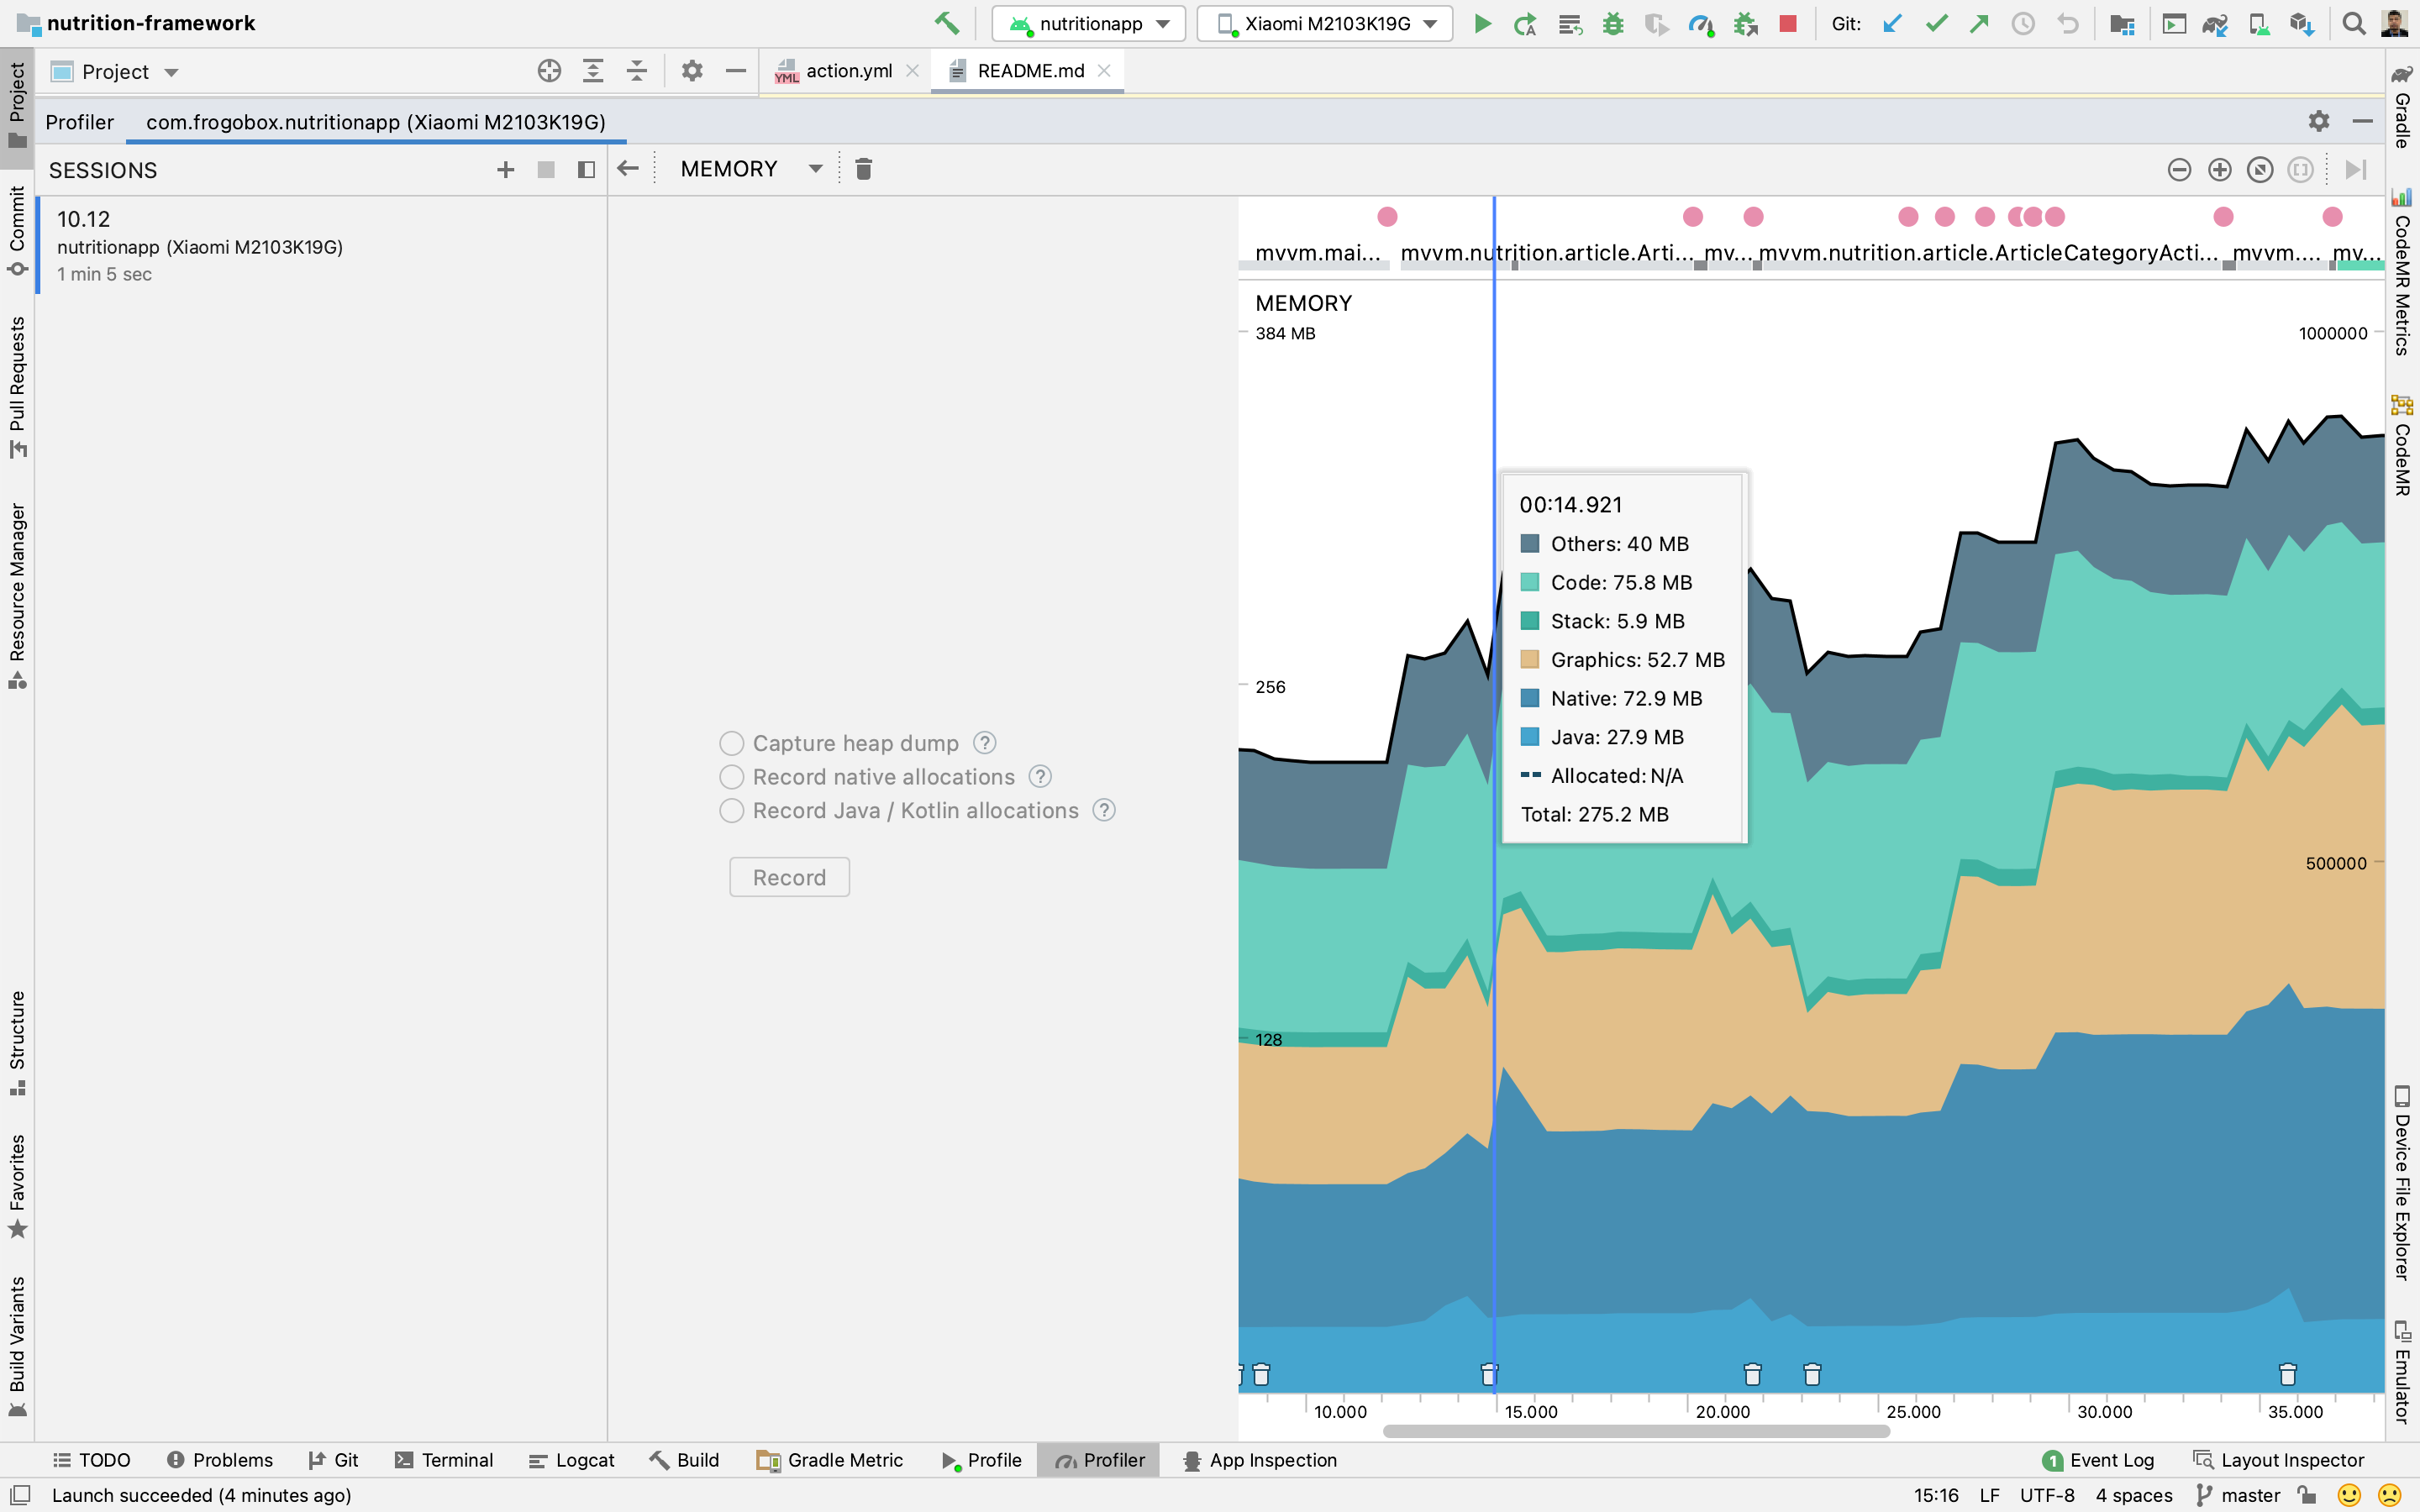 nutrition-framework
nutritionapp
Xiaomi M2103K19G
Git:
Project
action.yml
README.md
YML
Profiler
com.frogobox.nutritionapp (Xiaomi M2103K19G)
SESSIONS
MEMORY
10.12
nutritionapp (Xiaomi M2103K19G)
1 min 5 sec
Capture heap dump ?
Record native allocations ?
Record Java / Kotlin allocations ?
Record
mvvm.mai... mvvm.nutrition.article.Arti... mv... mvvm.nutrition.article.ArticleCategoryActi... mvvm.... mv...
MEMORY
384 MB
1000000
256
500000
128
00:14.921
Others: 40 MB
Code: 75.8 MB
Stack: 5.9 MB
Graphics: 52.7 MB
Native: 72.9 MB
Java: 27.9 MB
Allocated: N/A
Total: 275.2 MB
10.000 15.000 20.000 25.000 30.000 35.000
Project
Commit
Pull Requests
Resource Manager
Structure
Favorites
Build Variants
Gradle
CodeMR Metrics
CodeMR
Device File Explorer
Emulator
TODO
Problems
Git
Terminal
Logcat
Build
Gradle Metric
Profile
Profiler
App Inspection
1 Event Log
Layout Inspector
Launch succeeded (4 minutes ago)
15:16 LF UTF-8 4 spaces master